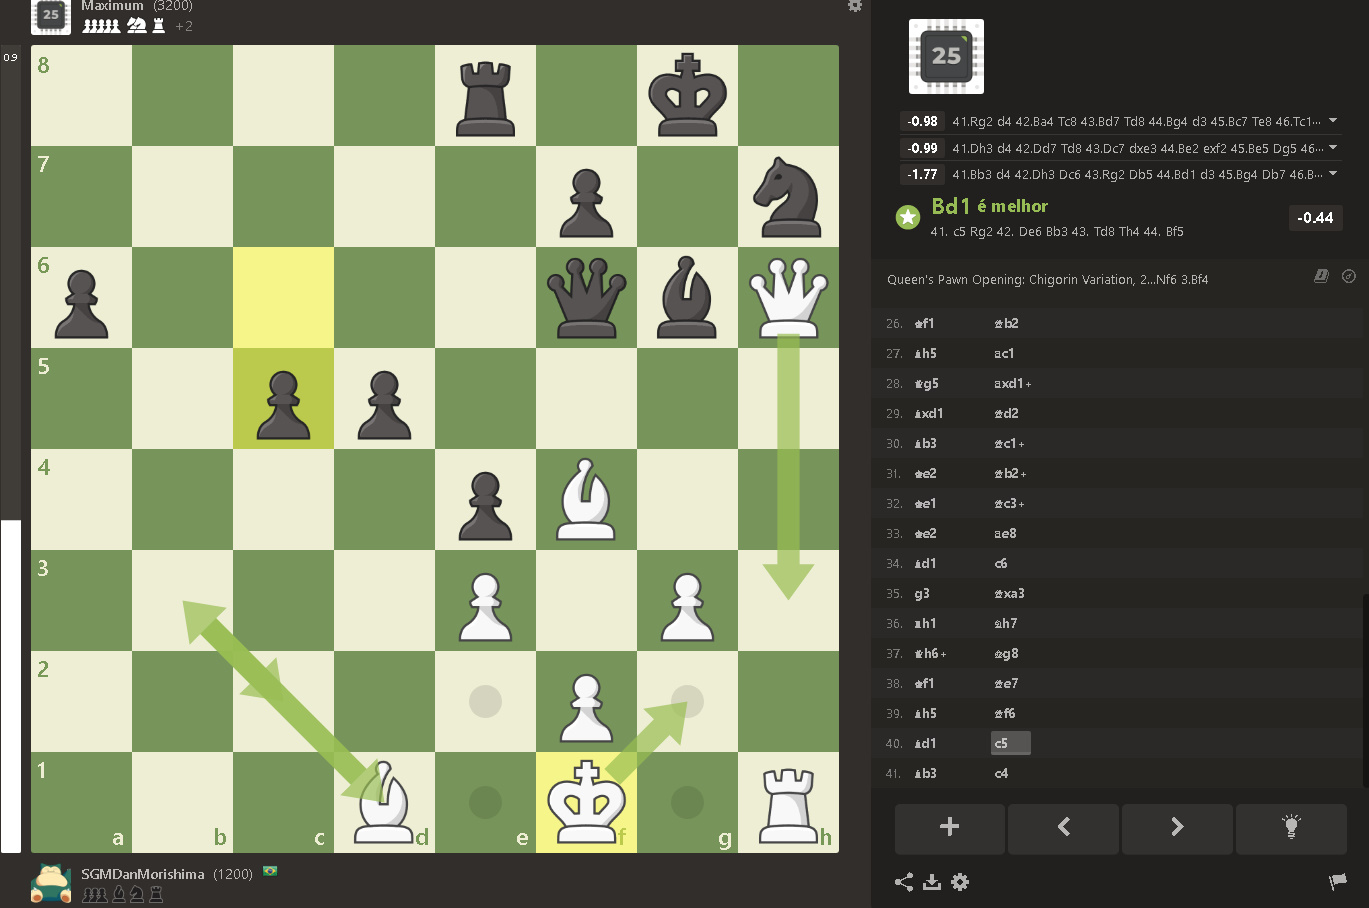 25
Maximum (3200)
+2
0.9
8
7
6
5
4
3
2
1
a b c d e f g h
SGMDanMorishima (1200)
25
-0.98 41.Rg2 d4 42.Ba4 Tc8 43.Bd7 Td8 44.Bg4 d3 45.Bc7 Te8 46.Tc1...
-0.99 41.Dh3 d4 42.Dd7 Td8 43.Dc7 dxe3 44.Be2 exf2 45.Be5 Dg5 46...
-1.77 41.Bb3 d4 42.Dh3 Dc6 43.Rg2 Db5 44.Bd1 d3 45.Bg4 Db7 46.B...
Bd1 é melhor
-0.44
41. c5 Rg2 42. De6 Bb3 43. Td8 Th4 44. Bf5
Queen's Pawn Opening: Chigorin Variation, 2...Nf6 3.Bf4
26. f1 b2
27. h5 c1
28. g5 xd1+
29. xd1 d2
30. b3 c1+
31. e2 b2+
32. e1 c3+
33. e2 e8
34. d1 c6
35. g3 xa3
36. h1 h7
37. h6+ g8
38. f1 e7
39. h5 f6
40. d1 c5
41. b3 c4